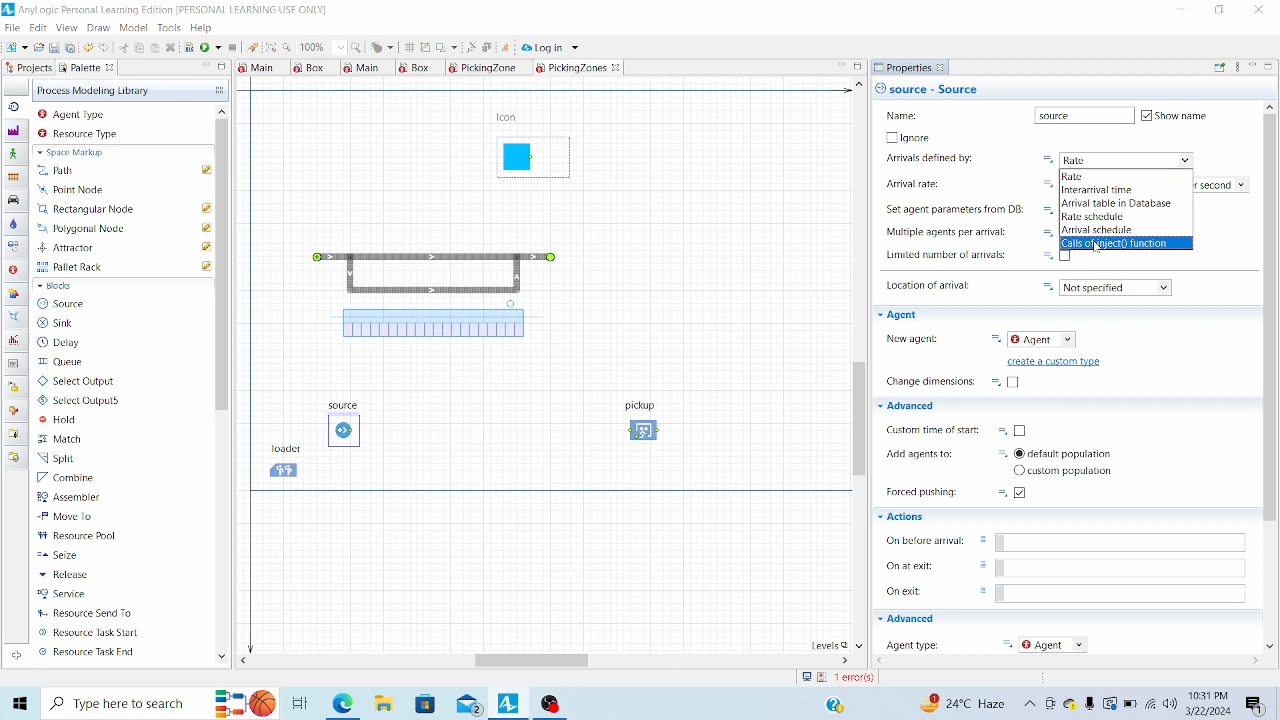 AnyLogic Personal Learning Edition [PERSONAL LEARNING USE ONLY]
File Edit View Draw Model Tools Help
100% Log in
Projects Palette Main Box Main Box PickingZone PickingZones Properties
Process Modeling Library
Agent Type
Resource Type
Space Markup
Path
Point Node
Rectangular Node
Polygonal Node
Attractor
Pallet Rack
Blocks
Source
Sink
Delay
Queue
Select Output
Select Output5
Hold
Match
Split
Combine
Assembler
Move To
Resource Pool
Seize
Release
Service
Resource Send To
Resource Task Start
Resource Task End
Icon
source
loader
pickup
Levels
source - Source
Name: source Show name
Ignore
Arrivals defined by: Rate
Rate
Interarrival time
Arrival table in Database
Rate schedule
Arrival schedule
Arrival rate: per second
Set agent parameters from DB:
Multiple agents per arrival:
Limited number of arrivals:
Location of arrival: Not specified
Agent
New agent: Agent
create a custom type
Change dimensions:
Advanced
Custom time of start:
Add agents to: default population
custom population
Forced pushing:
Actions
On before arrival:
On at exit:
On exit:
Advanced
Agent type: Agent
1 error(s)
Type here to search
2
1
24°C Haze
10:31 PM
3/22/2024
1